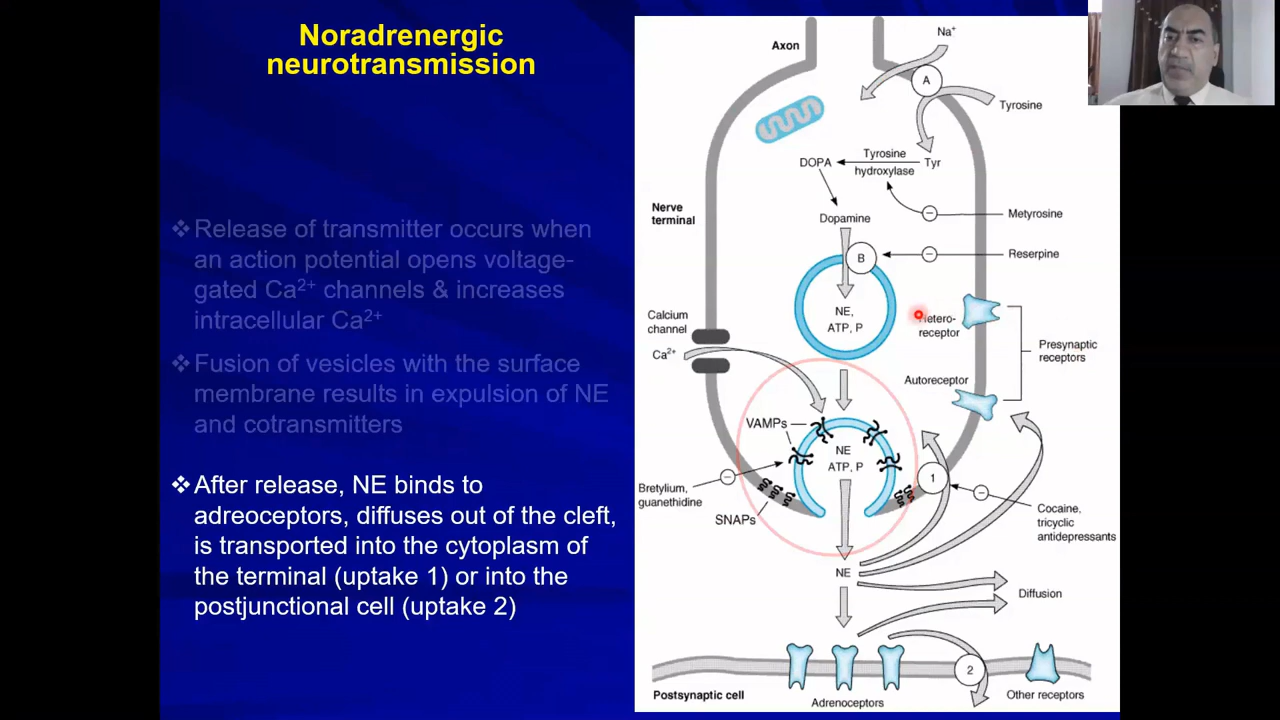 Noradrenergic
neurotransmission
❖ Release of transmitter occurs when
an action potential opens voltage-
gated Ca²⁺ channels & increases
intracellular Ca²⁺
❖ Fusion of vesicles with the surface
membrane results in expulsion of NE
and cotransmitters
❖ After release, NE binds to
adreoceptors, diffuses out of the cleft,
is transported into the cytoplasm of
the terminal (uptake 1) or into the
postjunctional cell (uptake 2)
Axon
Na⁺
A
Tyrosine
DOPA
Tyrosine
hydroxylase
Tyr
Nerve
terminal
Dopamine
Metyrosine
B
Reserpine
NE,
ATP, P
Calcium
channel
Ca²⁺
receptor
Presynaptic
receptors
Autoreceptor
VAMPs
NE
ATP, P
Bretylium,
guanethidine
SNAPs
1
Cocaine,
tricyclic
antidepressants
NE
Diffusion
2
Postsynaptic cell
Adrenoceptors
Other receptors